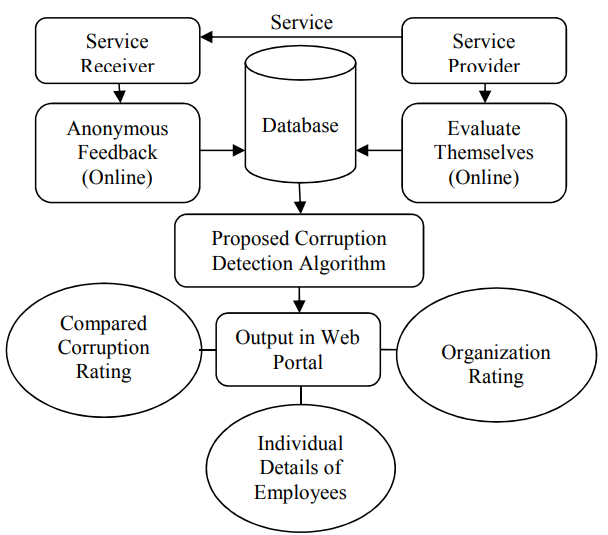 Service
Service
Receiver
Service
Provider
Anonymous
Feedback
(Online)
Database
Evaluate
Themselves
(Online)
Proposed Corruption
Detection Algorithm
Compared
Corruption
Rating
Output in Web
Portal
Organization
Rating
Individual
Details of
Employees